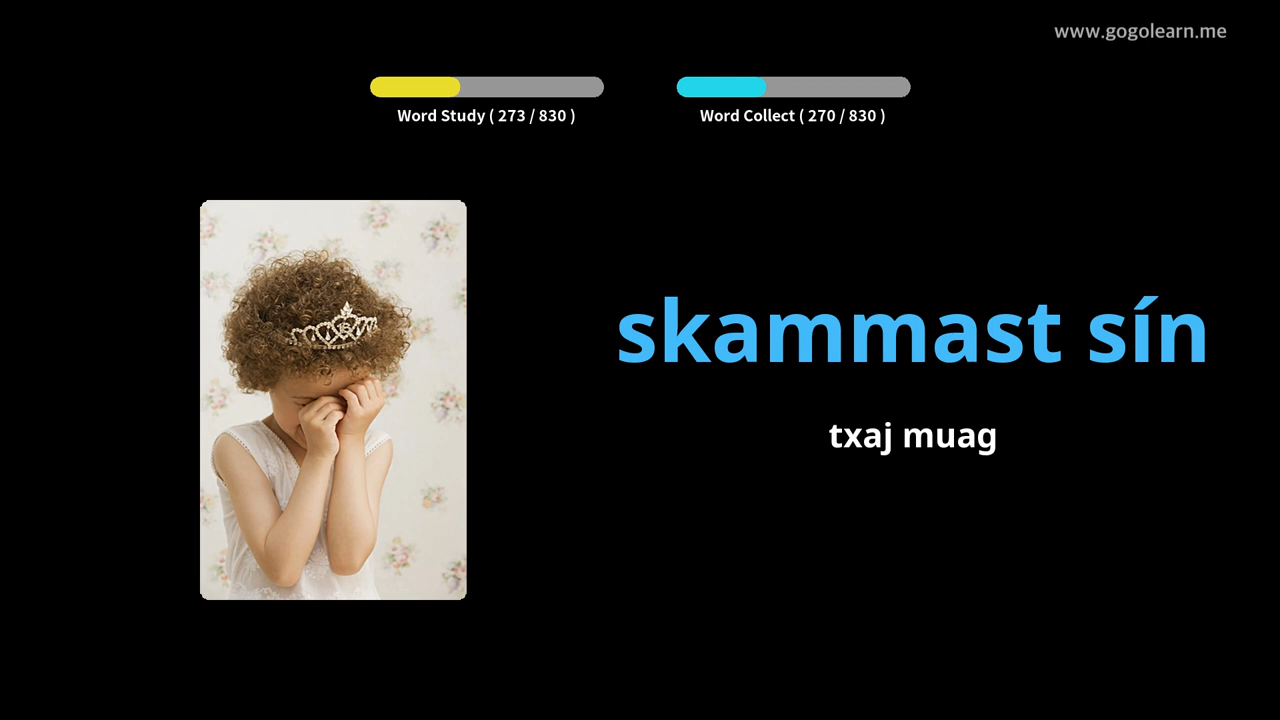 www.gogolearn.me
Word Study ( 273 / 830 )
Word Collect ( 270 / 830 )
skammast sín
txaj muag